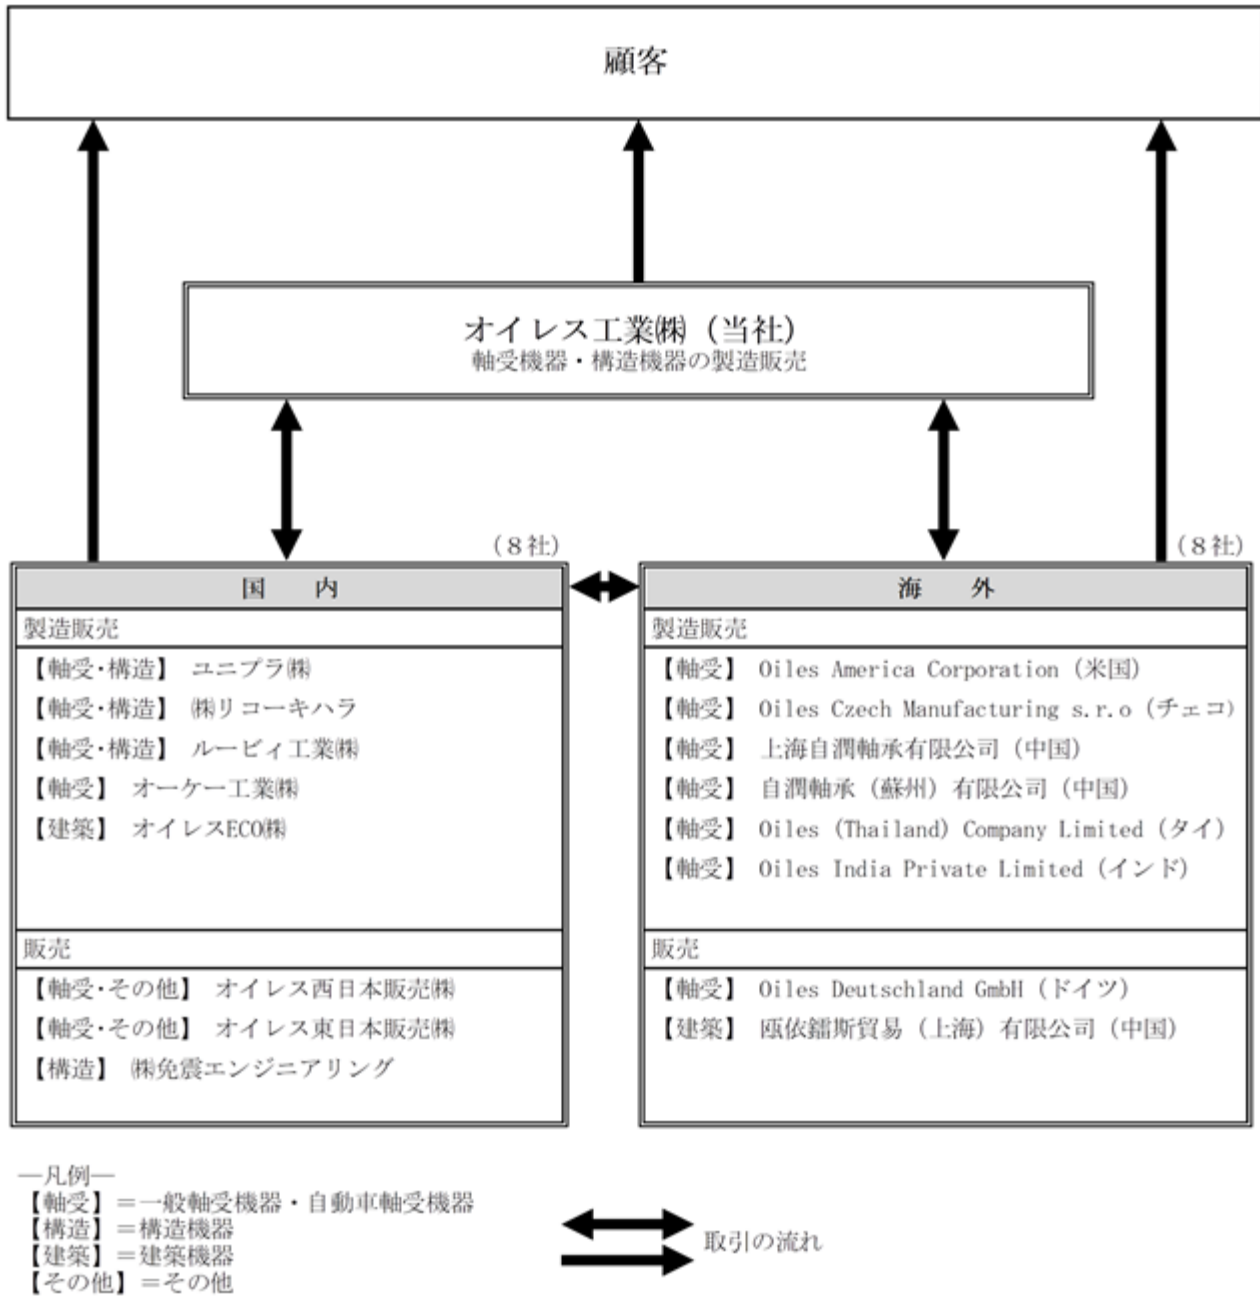 顧客
オイレス工業㈱（当社）
軸受機器・構造機器の製造販売
（８社）
国　内
製造販売
【軸受・構造】 ユニプラ㈱
【軸受・構造】 ㈱リコーキハラ
【軸受・構造】 ルービィ工業㈱
【軸受】 オーケー工業㈱
【建築】 オイレスECO㈱
販売
【軸受・その他】 オイレス西日本販売㈱
【軸受・その他】 オイレス東日本販売㈱
【構造】 ㈱免震エンジニアリング
（８社）
海　外
製造販売
【軸受】 Oiles America Corporation（米国）
【軸受】 Oiles Czech Manufacturing s.r.o（チェコ）
【軸受】 上海自潤軸承有限公司（中国）
【軸受】 自潤軸承（蘇州）有限公司（中国）
【軸受】 Oiles (Thailand) Company Limited（タイ）
【軸受】 Oiles India Private Limited（インド）
販売
【軸受】 Oiles Deutschland GmbH（ドイツ）
【建築】 瓯依鐳斯貿易（上海）有限公司（中国）
―凡例―
【軸受】＝一般軸受機器・自動車軸受機器
【構造】＝構造機器
【建築】＝建築機器
【その他】＝その他
取引の流れ